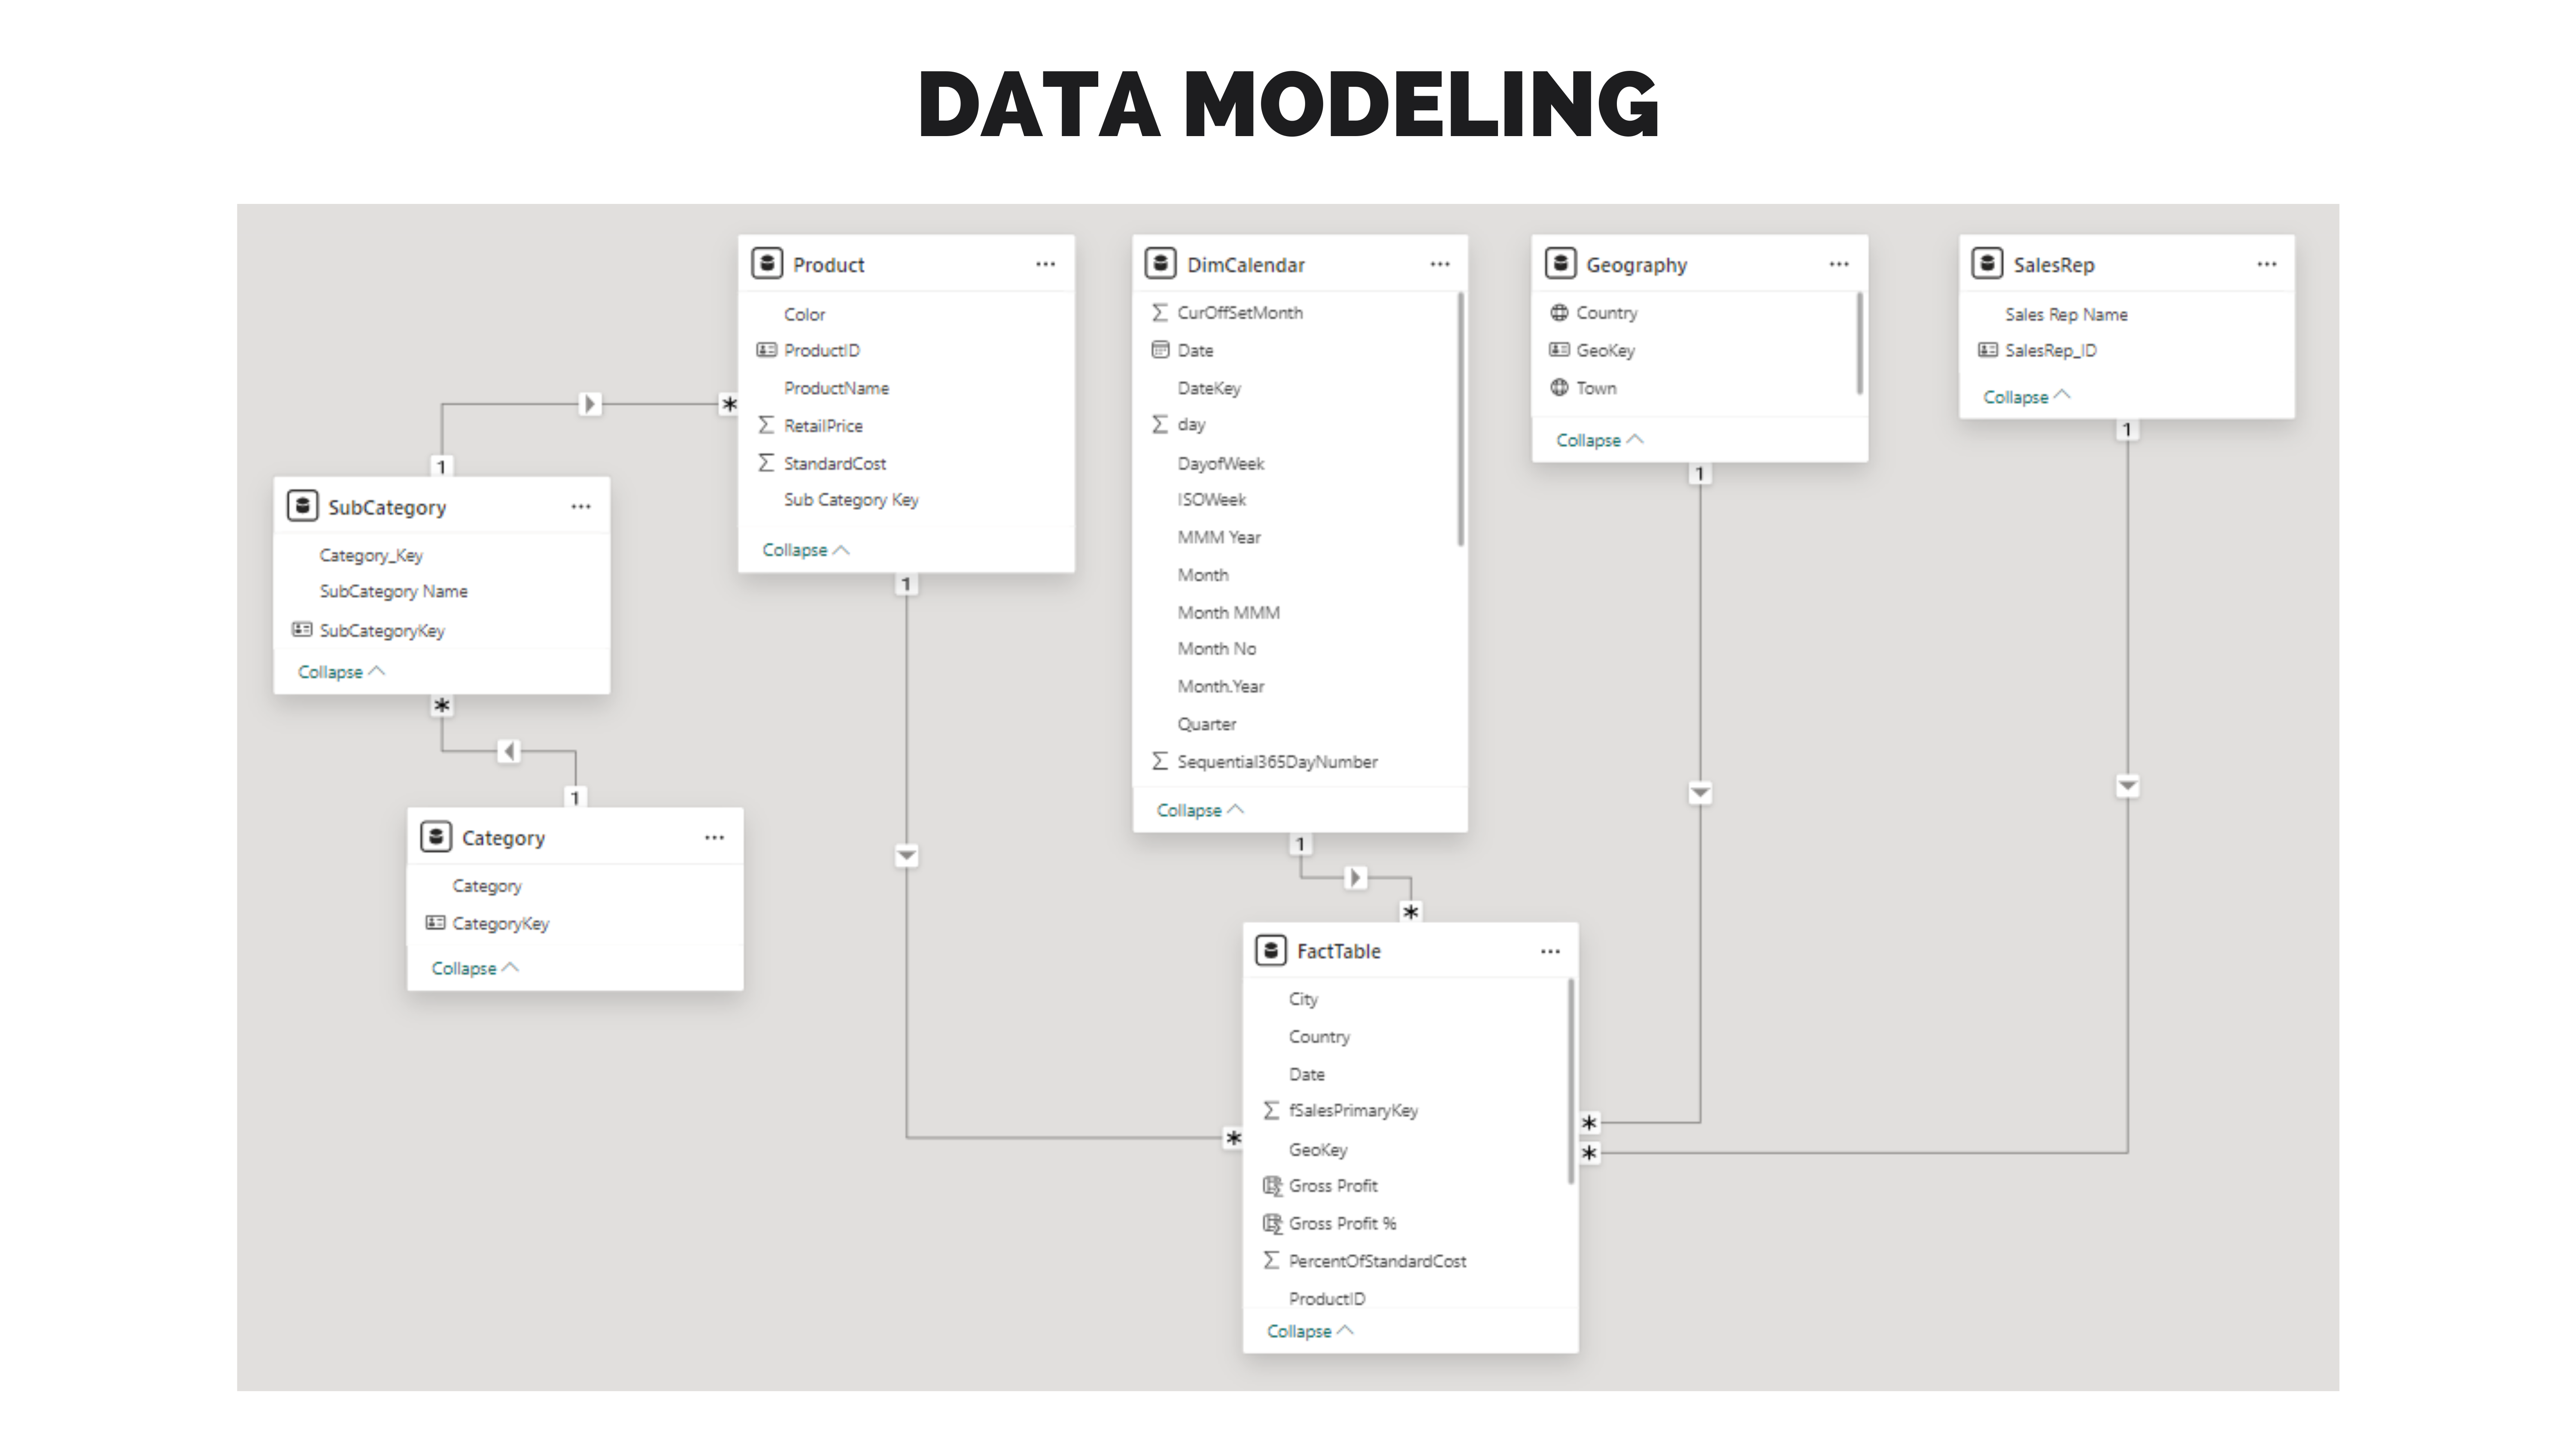 DATA MODELING
Product
Color
ProductID
ProductName
RetailPrice
StandardCost
Sub Category Key
Collapse
1
*
DimCalendar
CurOffSetMonth
Date
DateKey
day
DayofWeek
ISOWeek
MMM Year
Month
Month MMM
Month No
Month.Year
Quarter
Sequential365DayNumber
Collapse
1
Geography
Country
GeoKey
Town
Collapse
1
SalesRep
Sales Rep Name
SalesRep_ID
Collapse
1
1
SubCategory
Category_Key
SubCategory Name
SubCategoryKey
Collapse
*
1
Category
Category
CategoryKey
Collapse
*
FactTable
City
Country
Date
fSalesPrimaryKey
GeoKey
Gross Profit
Gross Profit %
PercentOfStandardCost
ProductID
Collapse
*
*
*